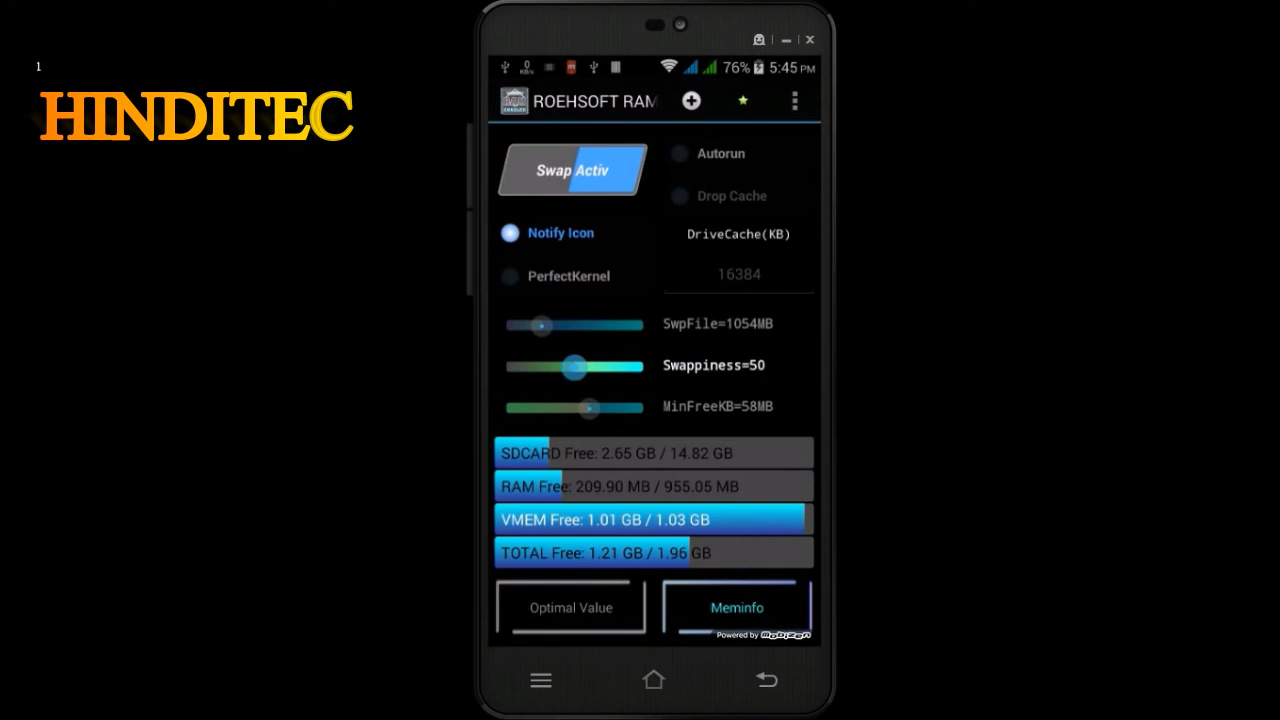 1
HINDITEC
0
KB/s
76% 5:45 PM
ROEHSOFT RAM
Swap Activ
Autorun
Drop Cache
Notify Icon
DriveCache(KB)
PerfectKernel
16384
SwpFile=1054MB
Swappiness=50
MinFreeKB=58MB
SDCARD Free: 2.65 GB / 14.82 GB
RAM Free: 209.90 MB / 955.05 MB
VMEM Free: 1.01 GB / 1.03 GB
TOTAL Free: 1.21 GB / 1.96 GB
Optimal Value
Meminfo
Powered by Mobizen